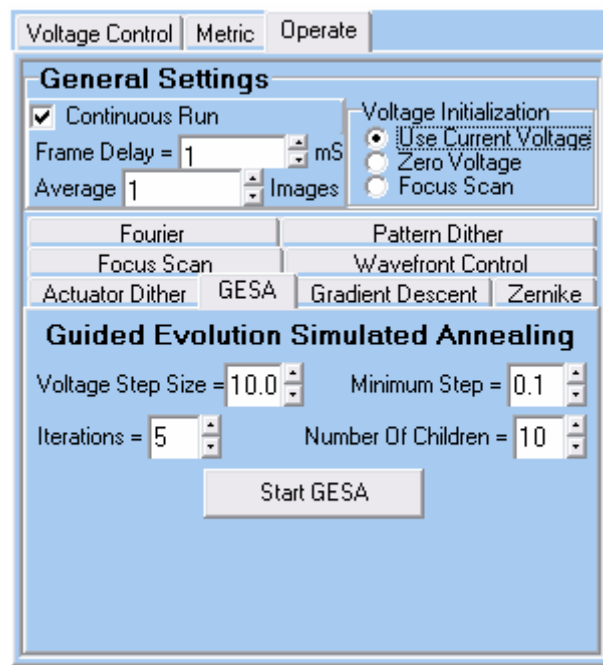 Voltage Control Metric Operate
General Settings
Continuous Run
Frame Delay = 1 mS
Average 1 Images
Voltage Initialization
Use Current Voltage
Zero Voltage
Focus Scan
Fourier Pattern Dither
Focus Scan Wavefront Control
Actuator Dither GESA Gradient Descent Zernike
Guided Evolution Simulated Annealing
Voltage Step Size = 10.0 Minimum Step = 0.1
Iterations = 5 Number Of Children = 10
Start GESA